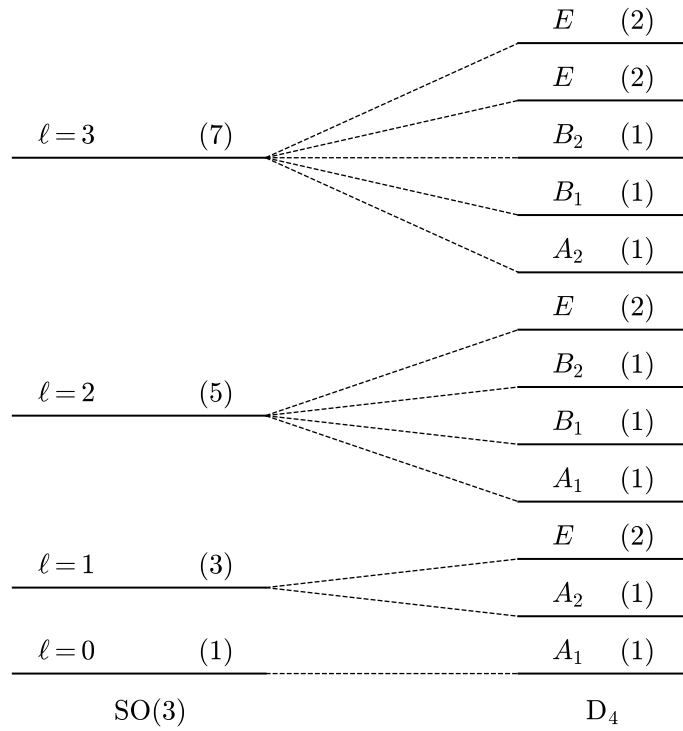 E (2)
E (2)
ℓ = 3 (7) B₂ (1)
B₁ (1)
A₂ (1)
E (2)
ℓ = 2 (5) B₂ (1)
B₁ (1)
A₁ (1)
E (2)
ℓ = 1 (3) A₂ (1)
ℓ = 0 (1) A₁ (1)
SO(3) D₄